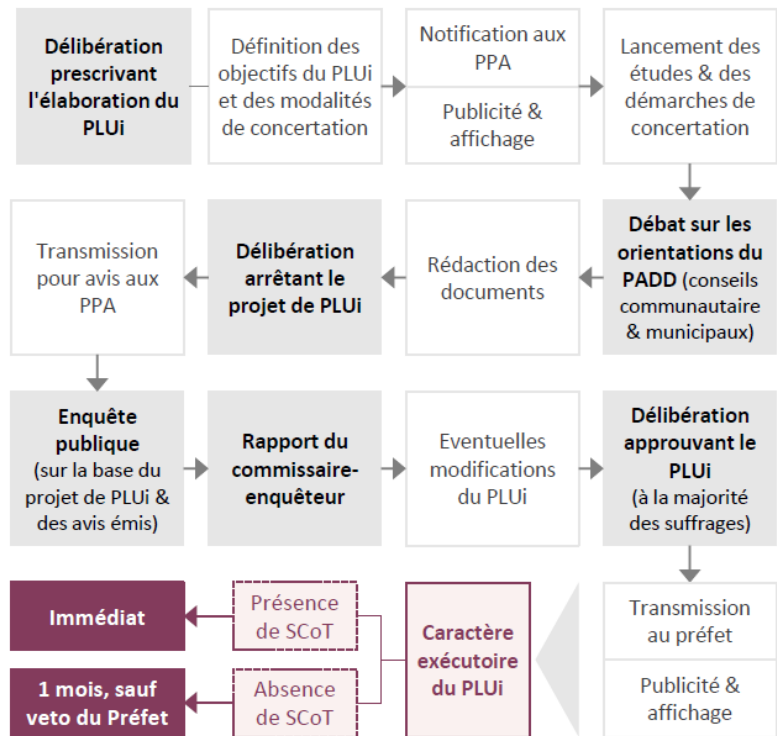 Délibération
prescrivant
l'élaboration du
PLUi
Définition des
objectifs du PLUi
et des modalités
de concertation
Notification aux
PPA
Publicité &
affichage
Lancement des
études & des
démarches de
concertation
Débat sur les
orientations du
PADD (conseils
communautaire
& municipaux)
Rédaction des
documents
Délibération
arrêtant le
projet de PLUi
Transmission
pour avis aux
PPA
Enquête
publique
(sur la base du
projet de PLUi &
des avis émis)
Rapport du
commissaire-
enquêteur
Eventuelles
modifications
du PLUi
Délibération
approuvant le
PLUi
(à la majorité
des suffrages)
Transmission
au préfet
Publicité &
affichage
Caractère
exécutoire
du PLUi
Présence
de SCoT
Immédiat
Absence
de SCoT
1 mois, sauf
veto du Préfet